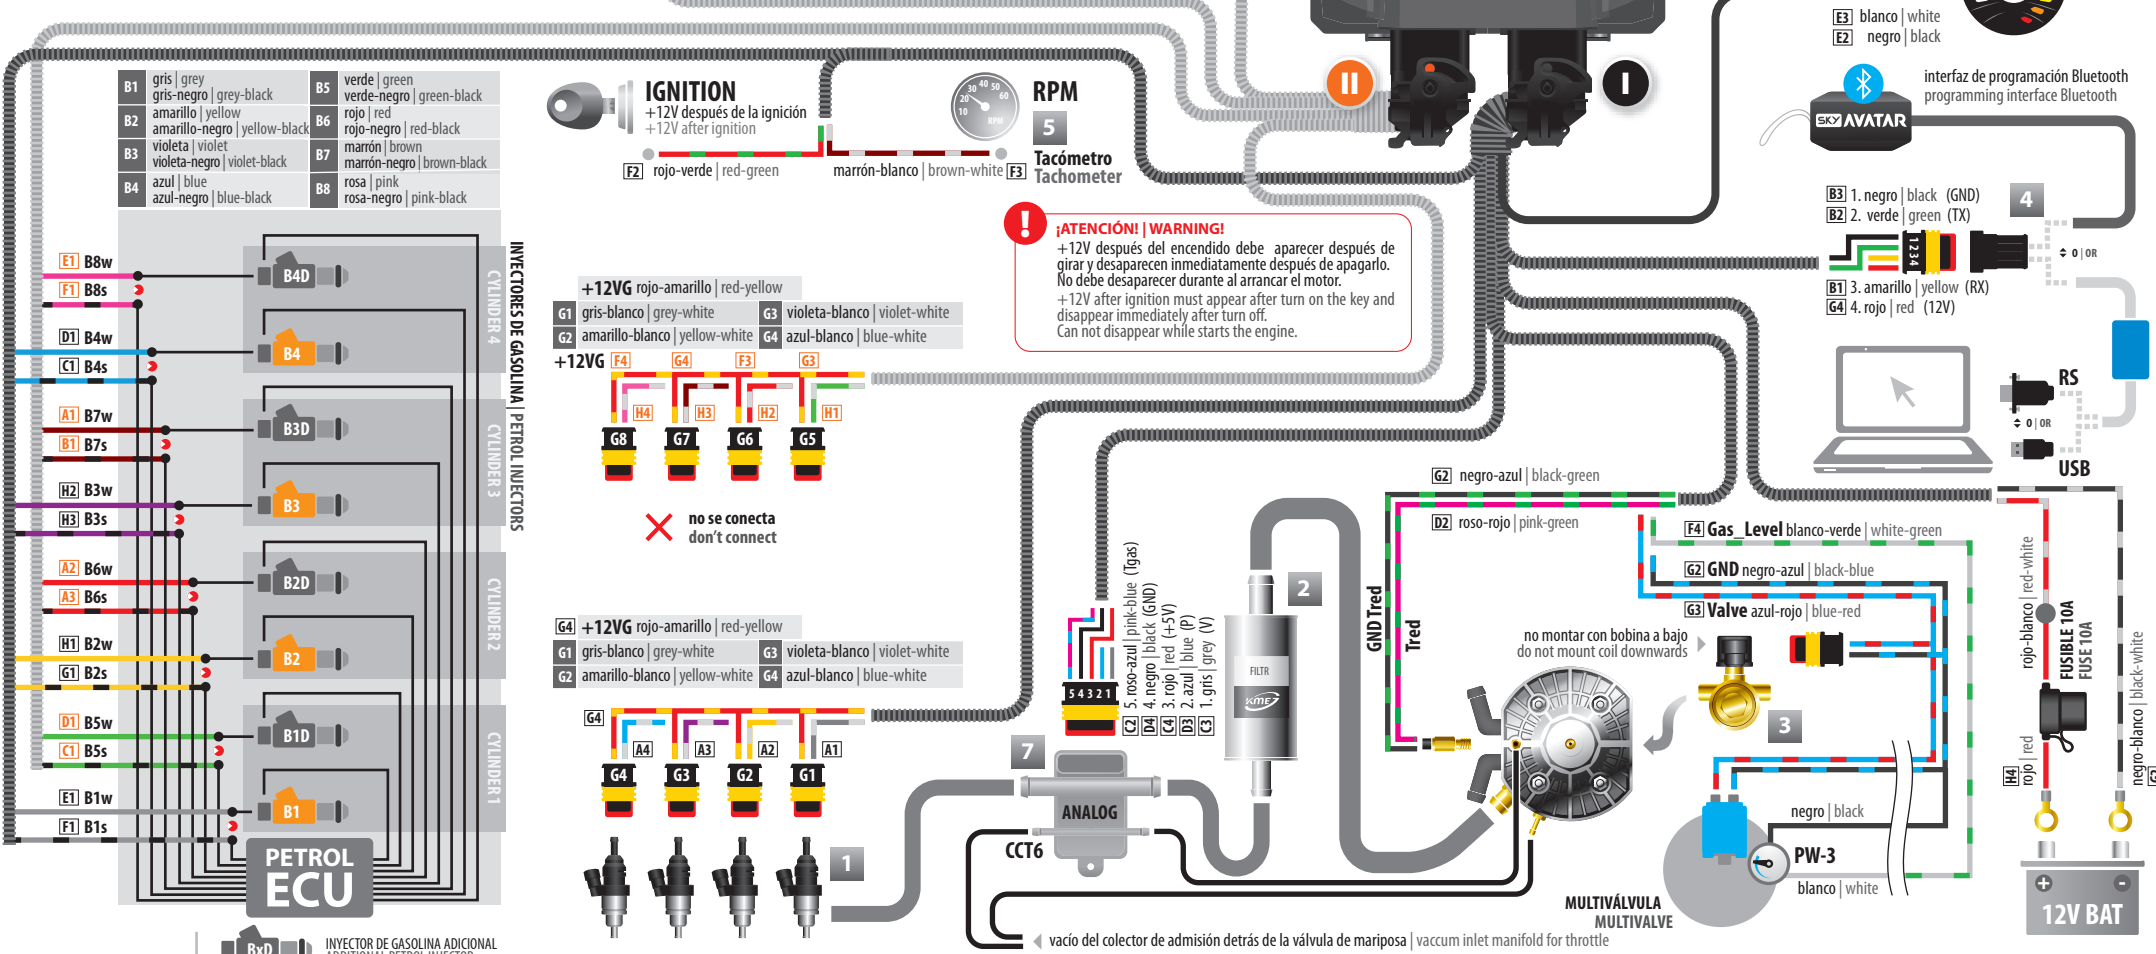 E3 blanco | white
E2 negro | black
B1 gris | grey
gris-negro | grey-black
B2 amarillo | yellow
amarillo-negro | yellow-black
B3 violeta | violet
violeta-negro | violet-black
B4 azul | blue
azul-negro | blue-black
B5 verde | green
verde-negro | green-black
B6 rojo | red
rojo-negro | red-black
B7 marrón | brown
marrón-negro | brown-black
B8 rosa | pink
rosa-negro | pink-black
IGNITION
+12V después de la ignición
+12V after ignition
F2 rojo-verde | red-green
10 20 30 40 50 60
RPM
RPM
5
Tacómetro
Tachometer
marrón-blanco | brown-white F3
II
I
interfaz de programación Bluetooth
programming interface Bluetooth
SKY AVATAR
B3 1. negro | black (GND)
B2 2. verde | green (TX)
4
1 2 3 4
B1 3. amarillo | yellow (RX)
G4 4. rojo | red (12V)
O | OR
RS
O | OR
USB
!
¡ATENCIÓN! | WARNING!
+12V después del encendido debe aparecer después de
girar y desaparecen inmediatamente después de apagarlo.
No debe desaparecer durante al arrancar el motor.
+12V after ignition must appear after turn on the key and
disappear immediately after turn off.
Can not disappear while starts the engine.
INYECTORES DE GASOLINA | PETROL INJECTORS
CYLINDER 4
CYLINDER 3
CYLINDER 2
CYLINDER 1
E1 B8w
F1 B8s
D1 B4w
C1 B4s
A1 B7w
B1 B7s
H2 B3w
H3 B3s
A2 B6w
A3 B6s
H1 B2w
G1 B2s
D1 B5w
C1 B5s
E1 B1w
F1 B1s
B4D
B4
B3D
B3
B2D
B2
B1D
B1
PETROL
ECU
BxD
INYECTOR DE GASOLINA ADICIONAL
ADDITIONAL PETROL INJECTOR
+12VG rojo-amarillo | red-yellow
G1 gris-blanco | grey-white
G3 violeta-blanco | violet-white
G2 amarillo-blanco | yellow-white
G4 azul-blanco | blue-white
+12VG F4 G4 F3 G3
H4 H3 H2 H1
G8 G7 G6 G5
no se conecta
don't connect
G4 +12VG rojo-amarillo | red-yellow
G1 gris-blanco | grey-white
G3 violeta-blanco | violet-white
G2 amarillo-blanco | yellow-white
G4 azul-blanco | blue-white
G4
A4 A3 A2 A1
G4 G3 G2 G1
1
5 4 3 2 1
C2 5. roso-azul | pink-blue (Tgas)
D4 4. negro | black (GND)
C4 3. rojo | red (+5V)
D3 2. azul | blue (P)
C3 1. gris | grey (V)
7
ANALOG
CCT6
2
FILTR
KME
G2 negro-azul | black-green
D2 roso-rojo | pink-green
GND Tred
Tred
F4 Gas_Level blanco-verde | white-green
G2 GND negro-azul | black-blue
G3 Valve azul-rojo | blue-red
no montar con bobina a bajo
do not mount coil downwards
3
negro | black
PW-3
blanco | white
MULTIVÁLVULA
MULTIVALVE
vacío del colector de admisión detrás de la válvula de mariposa | vaccum inlet manifold for throttle
rojo-blanco | red-white
FUSIBLE 10A
FUSE 10A
H4 rojo | red
negro-blanco | black-white
G2
+ -
12V BAT